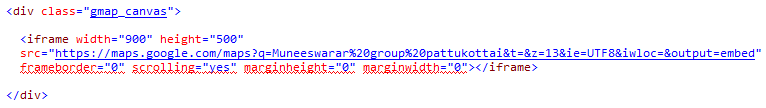 <div class="gmap_canvas">
<iframe width="900" height="500"
src="https://maps.google.com/maps?q=Muneeswarar%20group%20pattukottai&t=&z=13&ie=UTF8&iwloc=&output=embed"
frameborder="0" scrolling="yes" marginheight="0" marginwidth="0"></iframe>
</div>